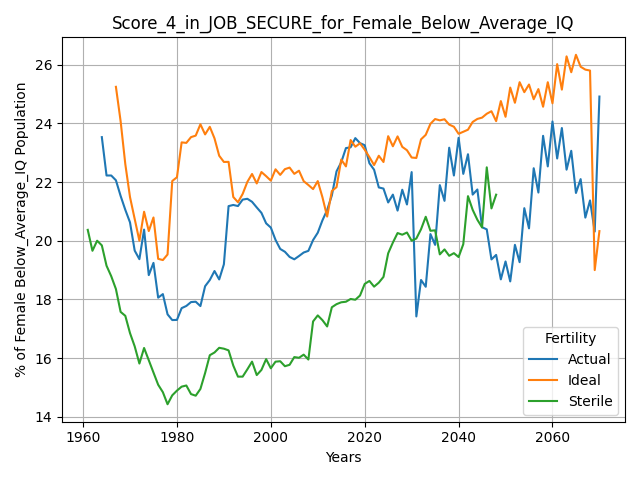 Score_4_in_JOB_SECURE_for_Female_Below_Average_IQ
% of Female Below_Average_IQ Population
26
24
22
20
18
16
14
1960
1980
2000
2020
2040
2060
Years
Fertility
Actual
Ideal
Sterile